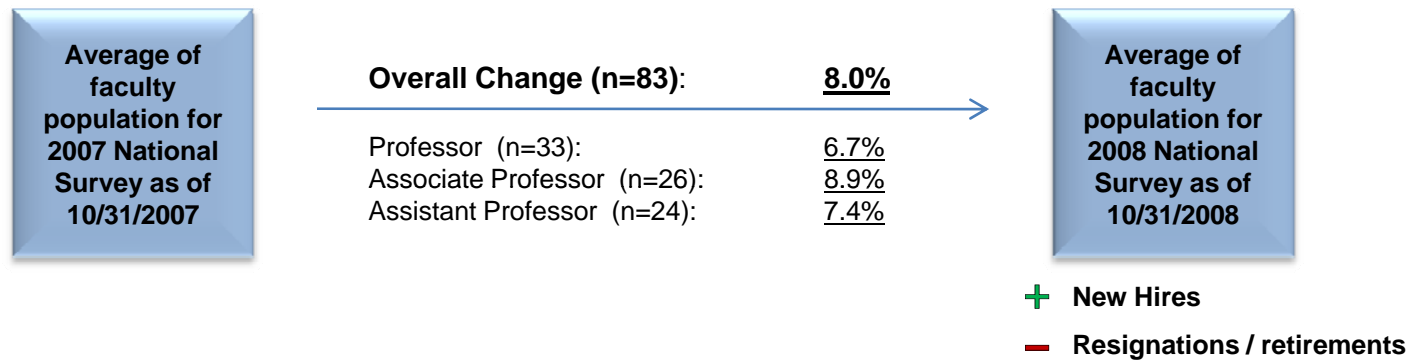 Average of
faculty
population for
2007 National
Survey as of
10/31/2007
Overall Change (n=83): 8.0%
Professor (n=33): 6.7%
Associate Professor (n=26): 8.9%
Assistant Professor (n=24): 7.4%
Average of
faculty
population for
2008 National
Survey as of
10/31/2008
+ New Hires
− Resignations / retirements